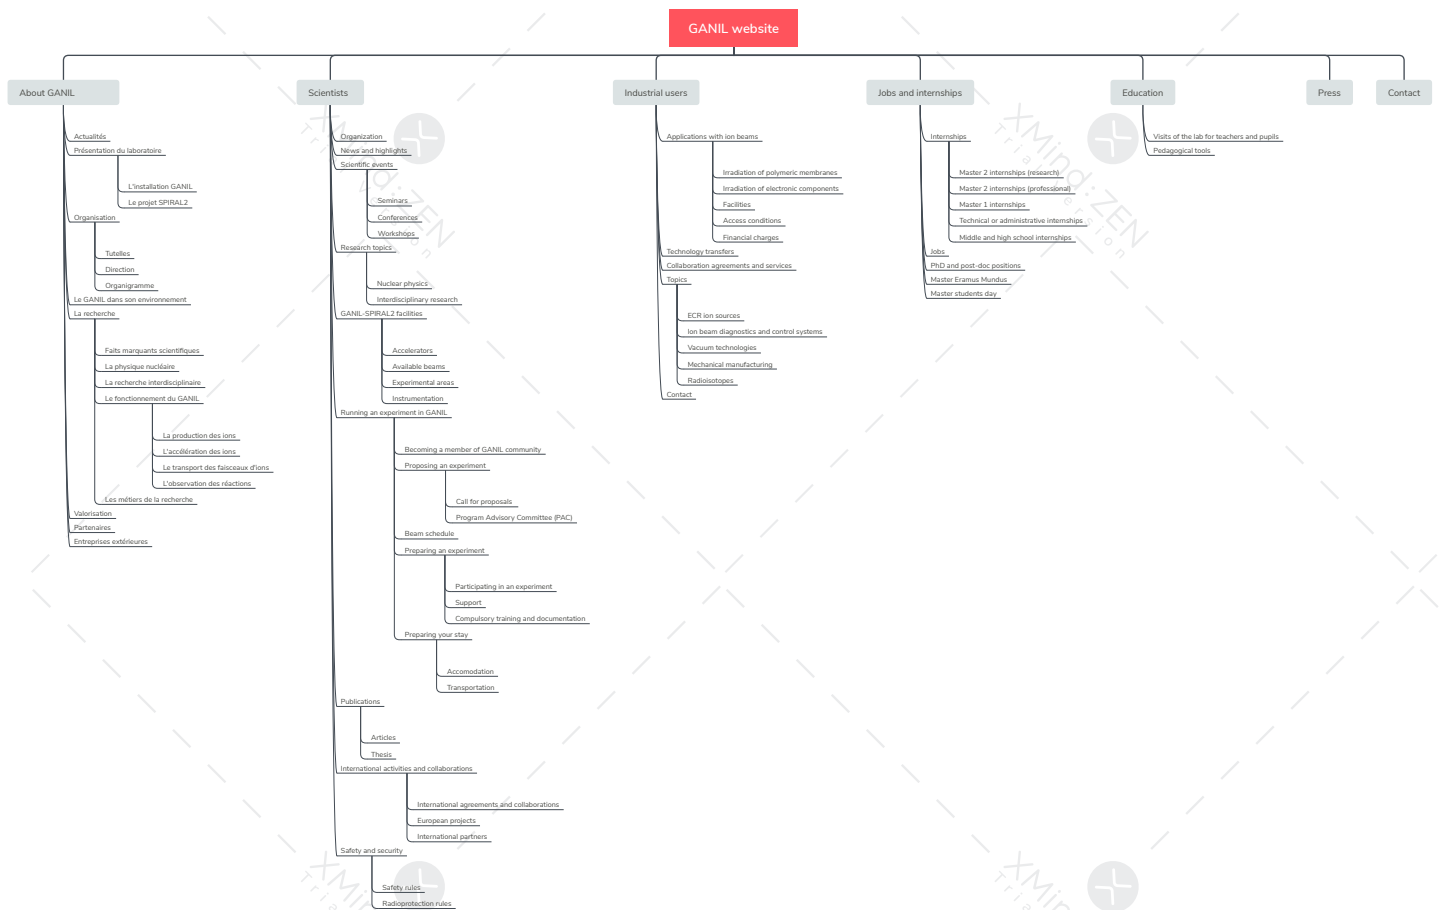 GANIL website
About GANIL
Actualités
Présentation du laboratoire
L'installation GANIL
Le projet SPIRAL2
Organisation
Tutelles
Direction
Organigramme
Le GANIL dans son environnement
La recherche
Faits marquants scientifiques
La physique nucléaire
La recherche interdisciplinaire
Le fonctionnement du GANIL
La production des ions
L'accélération des ions
Le transport des faisceaux d'ions
L'observation des réactions
Les métiers de la recherche
Valorisation
Partenaires
Entreprises extérieures
Scientists
Organization
News and highlights
Scientific events
Seminars
Conferences
Workshops
Research topics
Nuclear physics
Interdisciplinary research
GANIL-SPIRAL2 facilities
Accelerators
Available beams
Experimental areas
Instrumentation
Running an experiment in GANIL
Becoming a member of GANIL community
Proposing an experiment
Call for proposals
Program Advisory Committee (PAC)
Beam schedule
Preparing an experiment
Participating in an experiment
Support
Compulsory training and documentation
Preparing your stay
Accomodation
Transportation
Publications
Articles
Thesis
International activities and collaborations
International agreements and collaborations
European projects
International partners
Safety and security
Safety rules
Radioprotection rules
Industrial users
Applications with ion beams
Irradiation of polymeric membranes
Irradiation of electronic components
Facilities
Access conditions
Financial charges
Technology transfers
Collaboration agreements and services
Topics
ECR ion sources
Ion beam diagnostics and control systems
Vacuum technologies
Mechanical manufacturing
Radioisotopes
Contact
Jobs and internships
Internships
Master 2 internships (research)
Master 2 internships (professional)
Master 1 internships
Technical or administrative internships
Middle and high school internships
Jobs
PhD and post-doc positions
Master Eramus Mundus
Master students day
Education
Visits of the lab for teachers and pupils
Pedagogical tools
Press
Contact
XMind:ZEN
Trial Version
XMind:ZEN
Trial Version